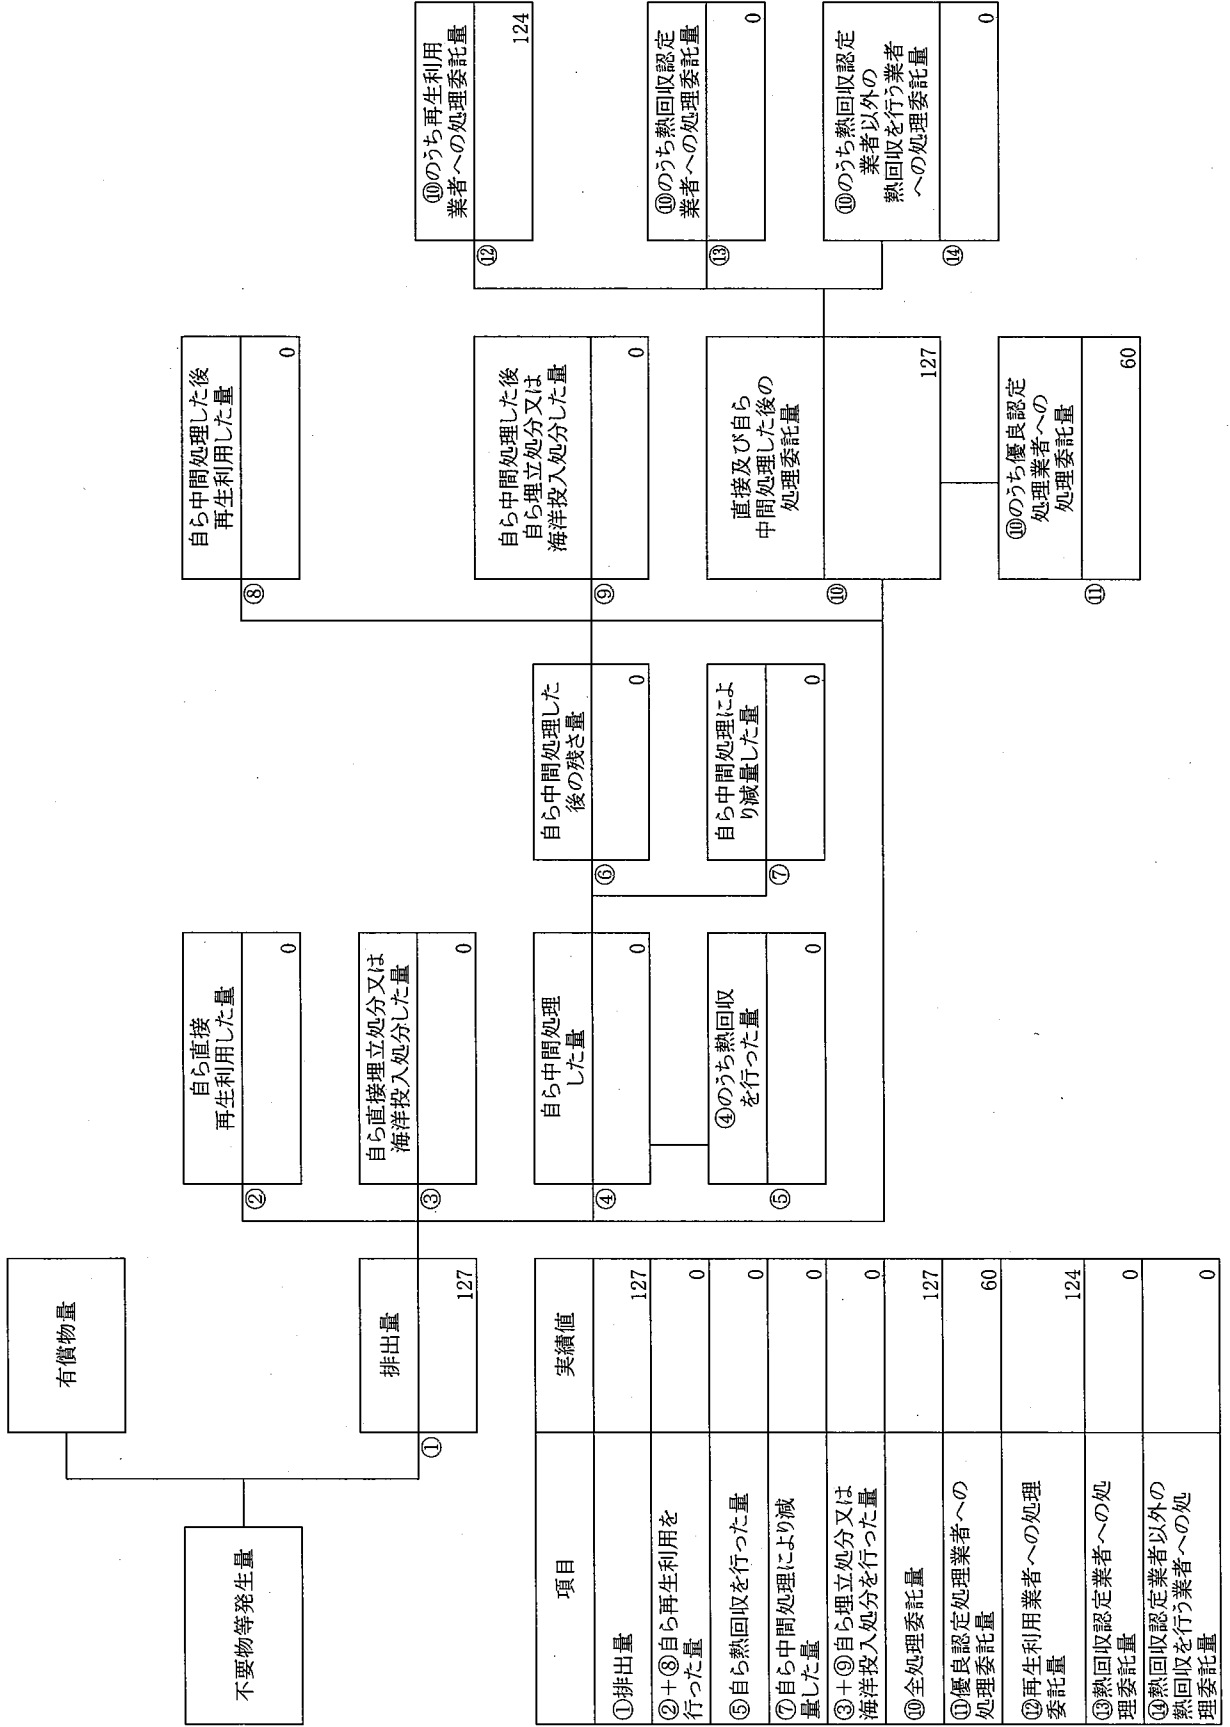 不要物等発生量
有償物量
排出量
①
127
自ら直接
再生利用した量
②
0
自ら直接埋立処分又は
海洋投入処分した量
③
0
自ら中間処理
した量
④
0
④のうち熱回収
を行った量
⑤
0
自ら中間処理した
後の残さ量
⑥
0
自ら中間処理によ
り減量した量
⑦
0
自ら中間処理した後
再生利用した量
⑧
0
自ら中間処理した後
自ら埋立処分又は
海洋投入処分した量
⑨
0
直接及び自ら
中間処理した後の
処理委託量
⑩
127
⑩のうち優良認定
処理業者への
処理委託量
⑪
60
⑩のうち再生利用
業者への処理委託量
⑫
124
⑩のうち熱回収認定
業者への処理委託量
⑬
0
⑩のうち熱回収認定
業者以外の
熱回収を行う業者
への処理委託量
⑭
0
項目 実績値
①排出量 127
②+⑧自ら再生利用を
行った量 0
⑤自ら熱回収を行った量 0
⑦自ら中間処理により減
量した量 0
③+⑨自ら埋立処分又は
海洋投入処分を行った量 0
⑩全処理委託量 127
⑪優良認定処理業者への
処理委託量 60
⑫再生利用業者への処理
委託量 124
⑬熱回収認定業者への処
理委託量 0
⑭熱回収認定業者以外の
熱回収を行う業者への処
理委託量 0